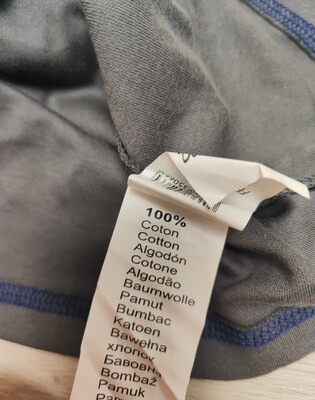 100%
Coton
Cotton
Algodón
Cotone
Algodão
Baumwolle
Pamut
Bumbac
Katoen
Bawełna
хлопок
Бавовна
Bombaž
Pamuk